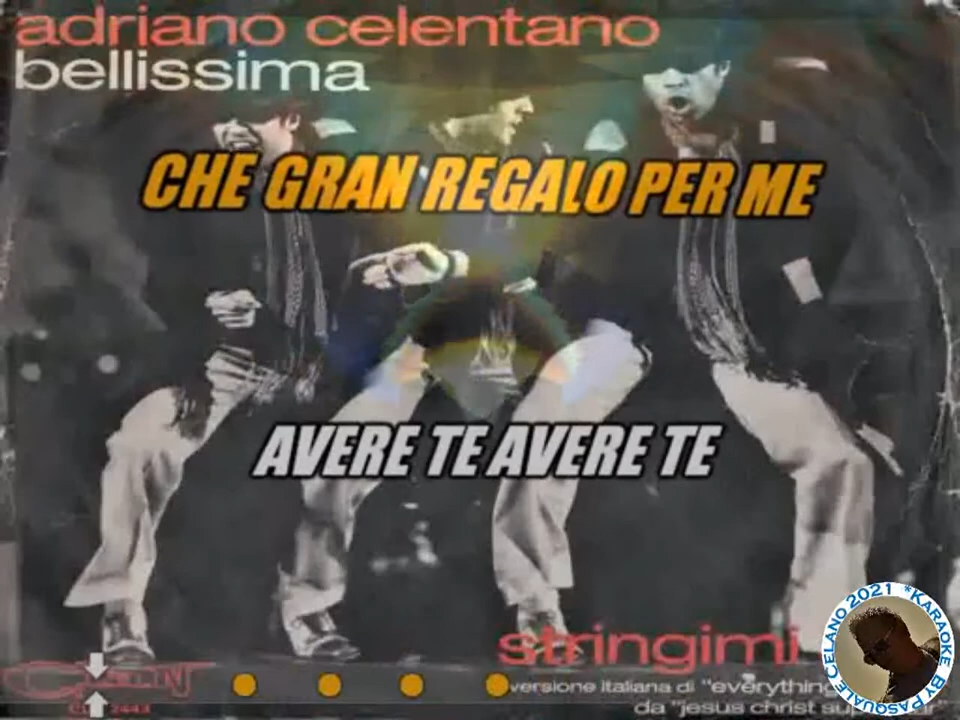 adriano celentano
bellissima
CHE GRAN REGALO PER ME
AVERE TE AVERE TE
stringimi
versione italiana di "everything
da "jesus christ su
PASQUALE CELANO 2021 *KARAOKE BY